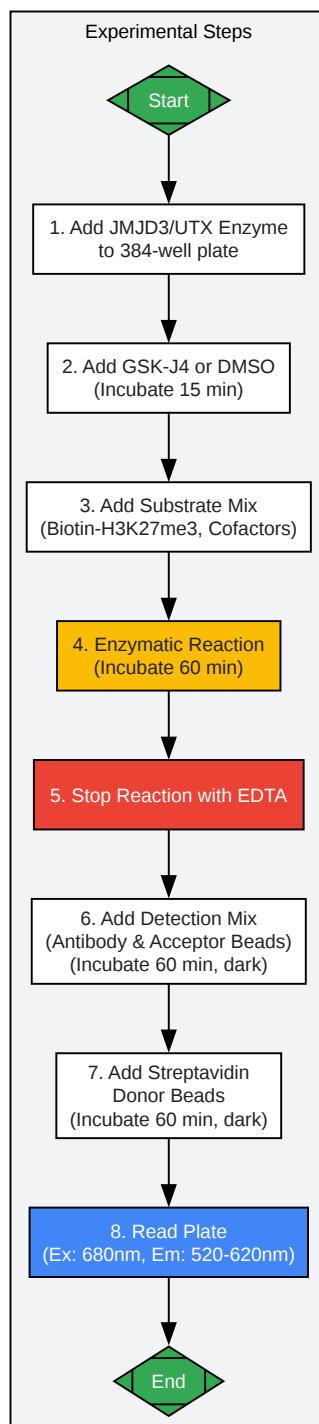 Experimental Steps
Start
1. Add JMJD3/UTX Enzyme
to 384-well plate
2. Add GSK-J4 or DMSO
(Incubate 15 min)
3. Add Substrate Mix
(Biotin-H3K27me3, Cofactors)
4. Enzymatic Reaction
(Incubate 60 min)
5. Stop Reaction with EDTA
6. Add Detection Mix
(Antibody & Acceptor Beads)
(Incubate 60 min, dark)
7. Add Streptavidin
Donor Beads
(Incubate 60 min, dark)
8. Read Plate
(Ex: 680nm, Em: 520-620nm)
End